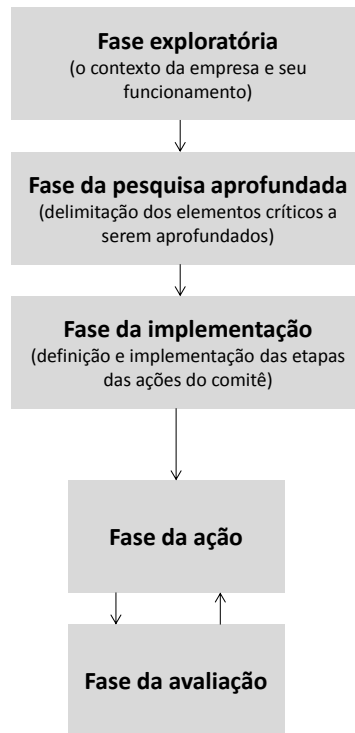 Fase exploratória
(o contexto da empresa e seu
funcionamento)
Fase da pesquisa aprofundada
(delimitação dos elementos críticos a
serem aprofundados)
Fase da implementação
(definição e implementação das etapas
das ações do comitê)
Fase da ação
Fase da avaliação